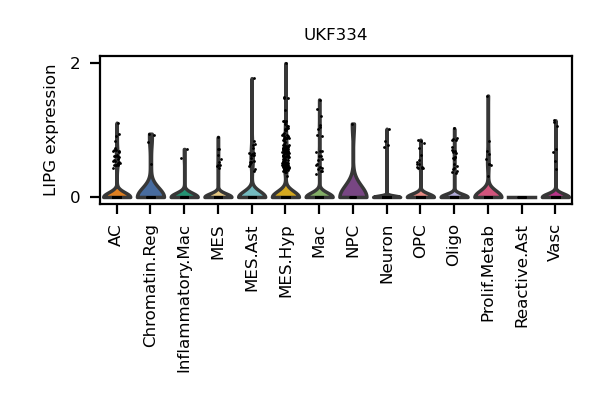 UKF334
LIPG expression
2
0
AC
Chromatin.Reg
Inflammatory.Mac
MES
MES.Ast
MES.Hyp
Mac
NPC
Neuron
OPC
Oligo
Prolif.Metab
Reactive.Ast
Vasc